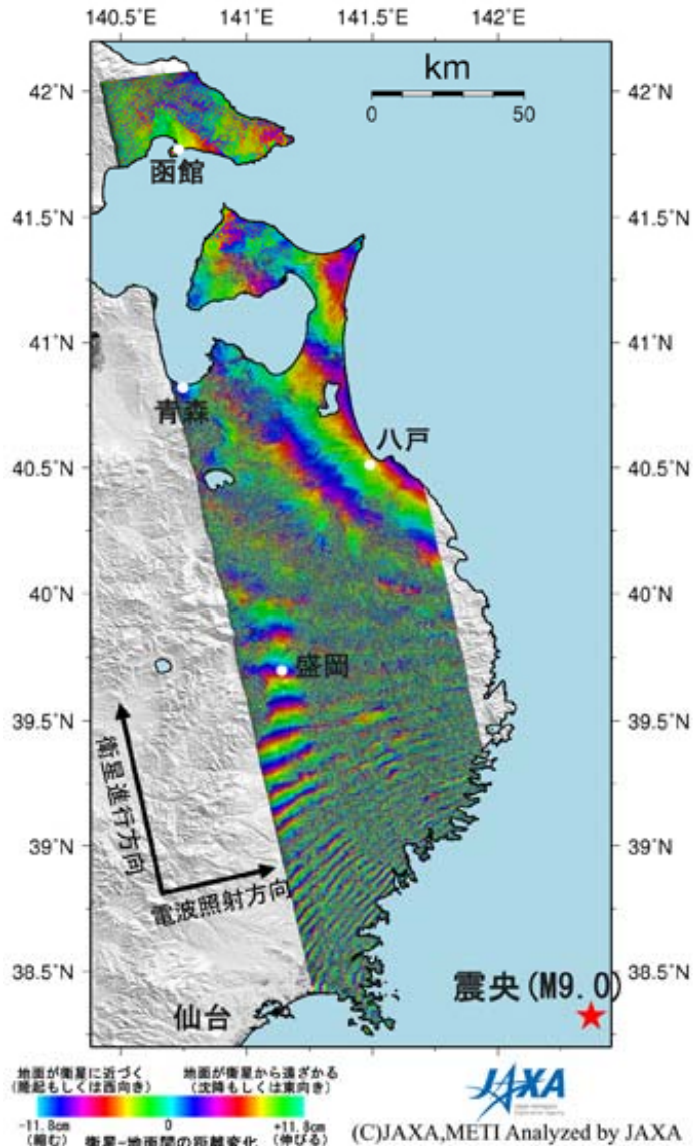 140.5˚E 141˚E 141.5˚E 142˚E
km
0 50
42˚N 42˚N
函館
41.5˚N 41.5˚N
41˚N 41˚N
青森
八戸
40.5˚N 40.5˚N
40˚N 40˚N
盛岡
39.5˚N 39.5˚N
衛星進行方向
39˚N 39˚N
電波照射方向
38.5˚N 38.5˚N
震央(M9.0)
仙台
地面が衛星に近づく 地面が衛星から遠ざかる
(隆起もしくは西向き) (沈降もしくは東向き)
JAXA
-11.8cm 0 +11.8cm
(縮む) 衛星-地面間の距離変化 (伸びる)
(C)JAXA,METI Analyzed by JAXA